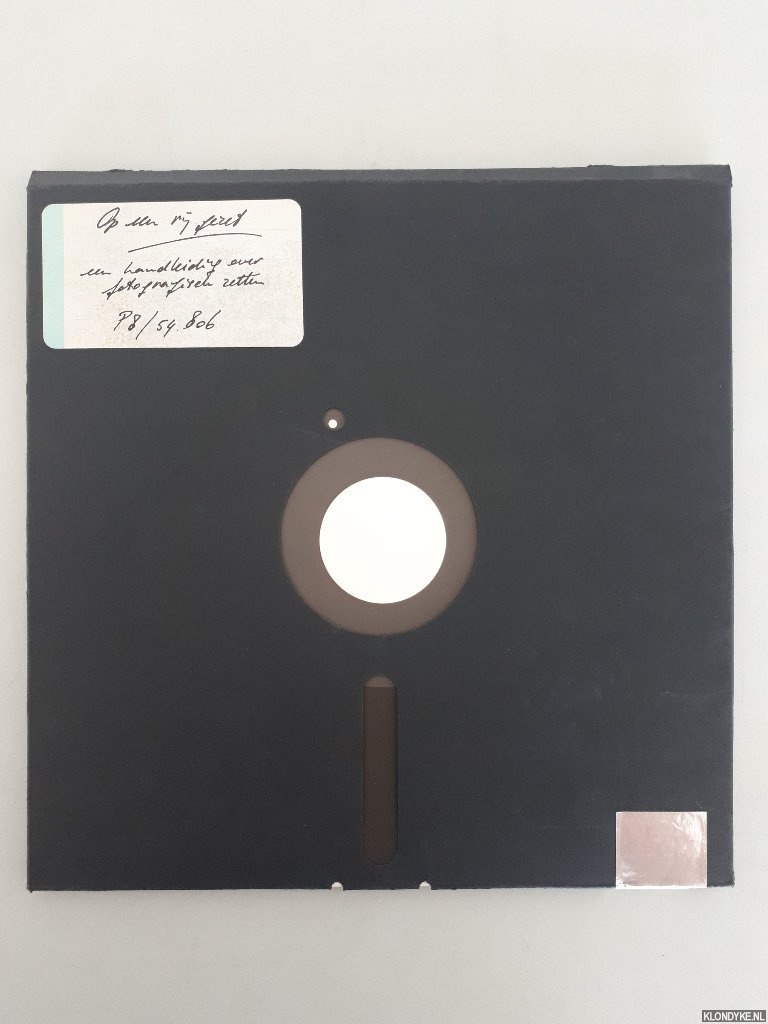 Op een rij gezet
een handleiding over
fotografisch zetten
P8/54.806
KLONDYKE.NL